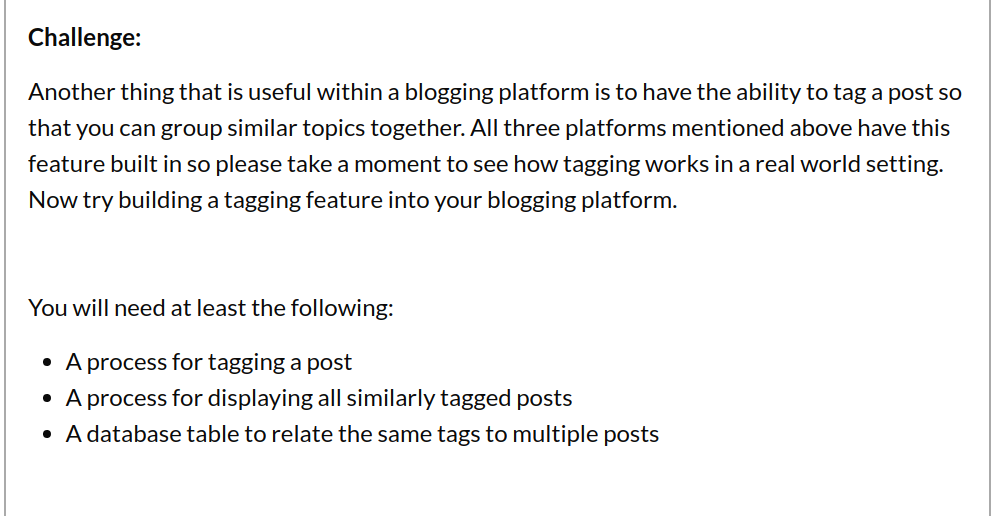 Challenge:
Another thing that is useful within a blogging platform is to have the ability to tag a post so
that you can group similar topics together. All three platforms mentioned above have this
feature built in so please take a moment to see how tagging works in a real world setting.
Now try building a tagging feature into your blogging platform.
You will need at least the following:
• A process for tagging a post
• A process for displaying all similarly tagged posts
• A database table to relate the same tags to multiple posts